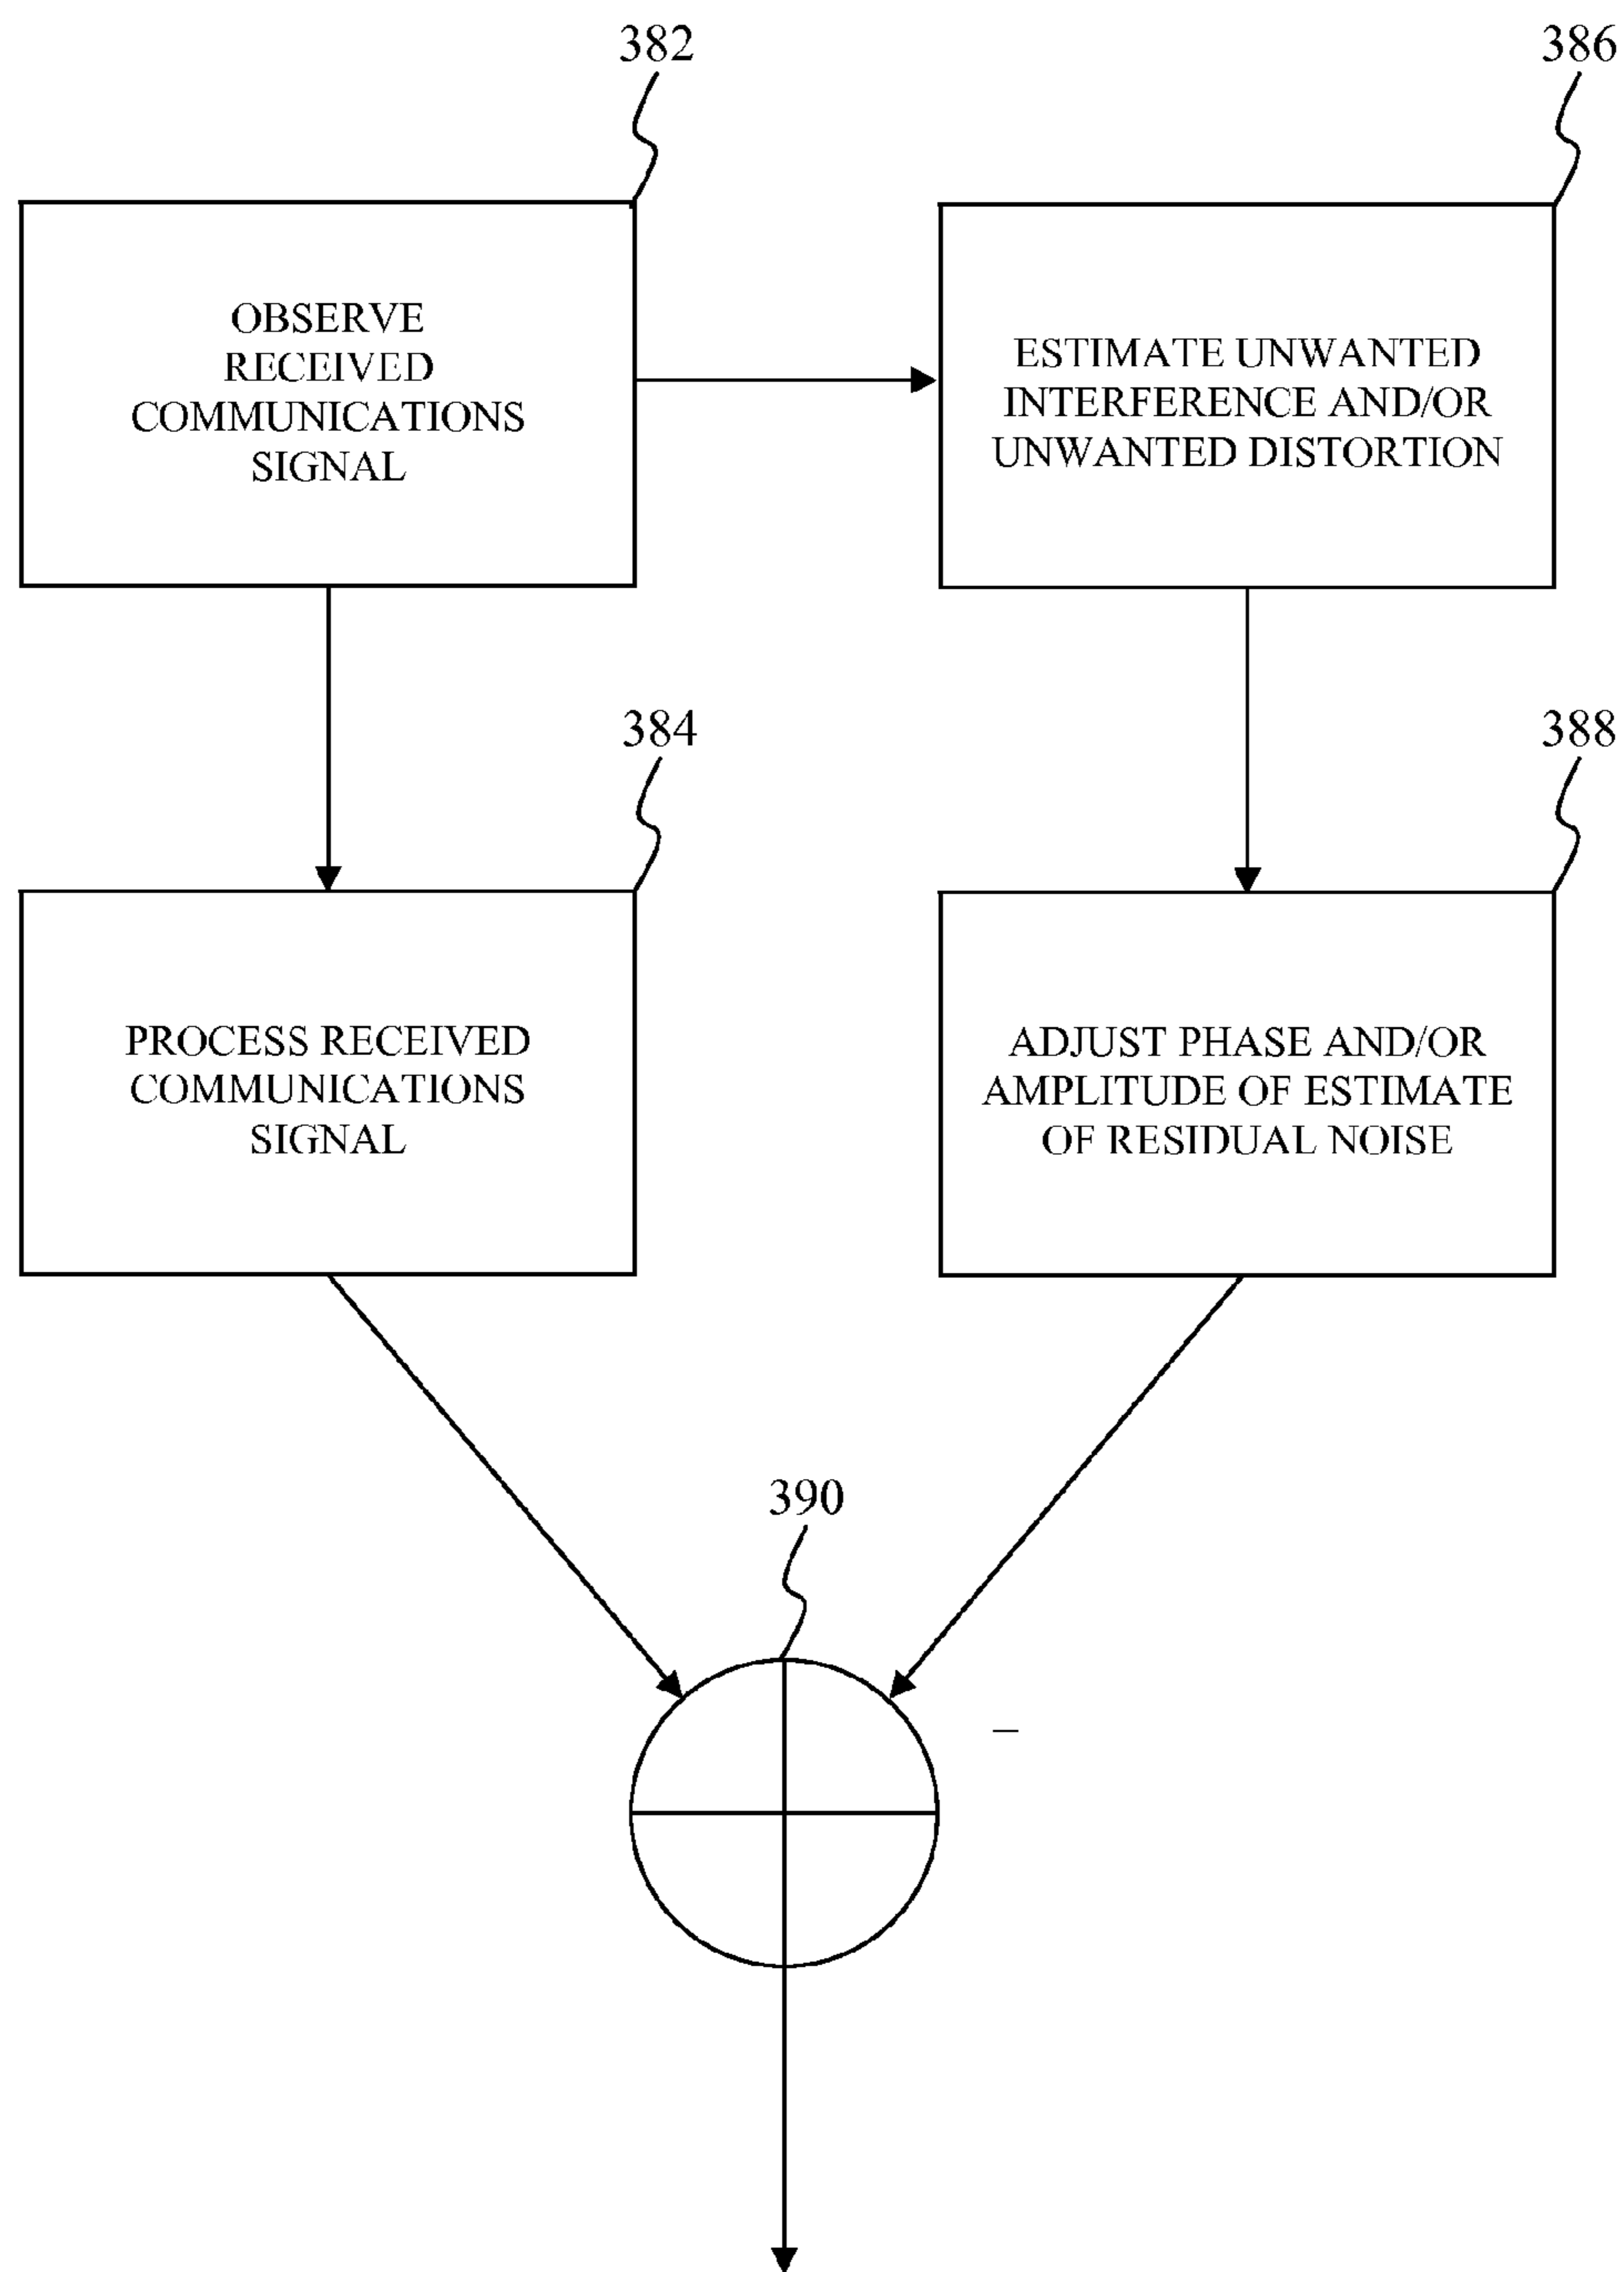 382
386
OBSERVE
RECEIVED
COMMUNICATIONS
SIGNAL
ESTIMATE UNWANTED
INTERFERENCE AND/OR
UNWANTED DISTORTION
384
388
PROCESS RECEIVED
COMMUNICATIONS
SIGNAL
ADJUST PHASE AND/OR
AMPLITUDE OF ESTIMATE
OF RESIDUAL NOISE
390
–